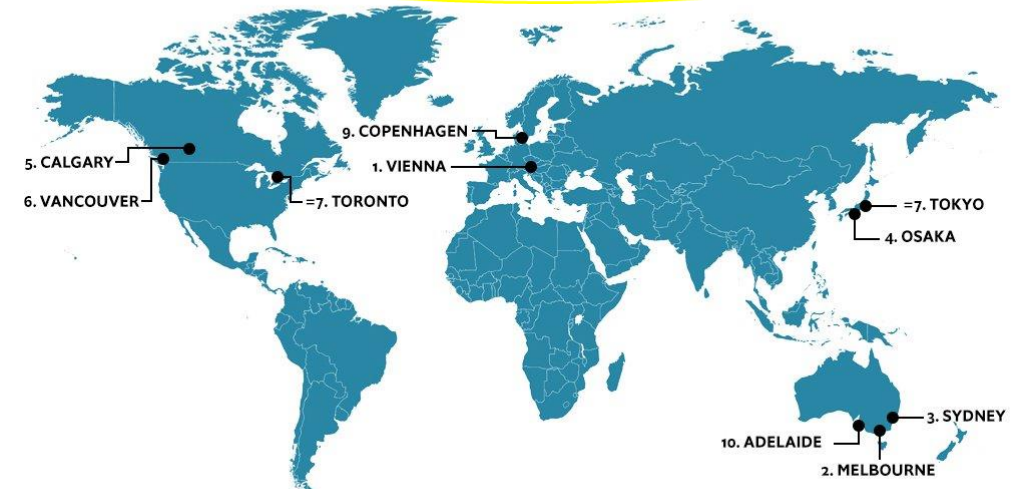 9. COPENHAGEN
1. VIENNA
5. CALGARY
6. VANCOUVER
=7. TORONTO
=7. TOKYO
4. OSAKA
3. SYDNEY
10. ADELAIDE
2. MELBOURNE